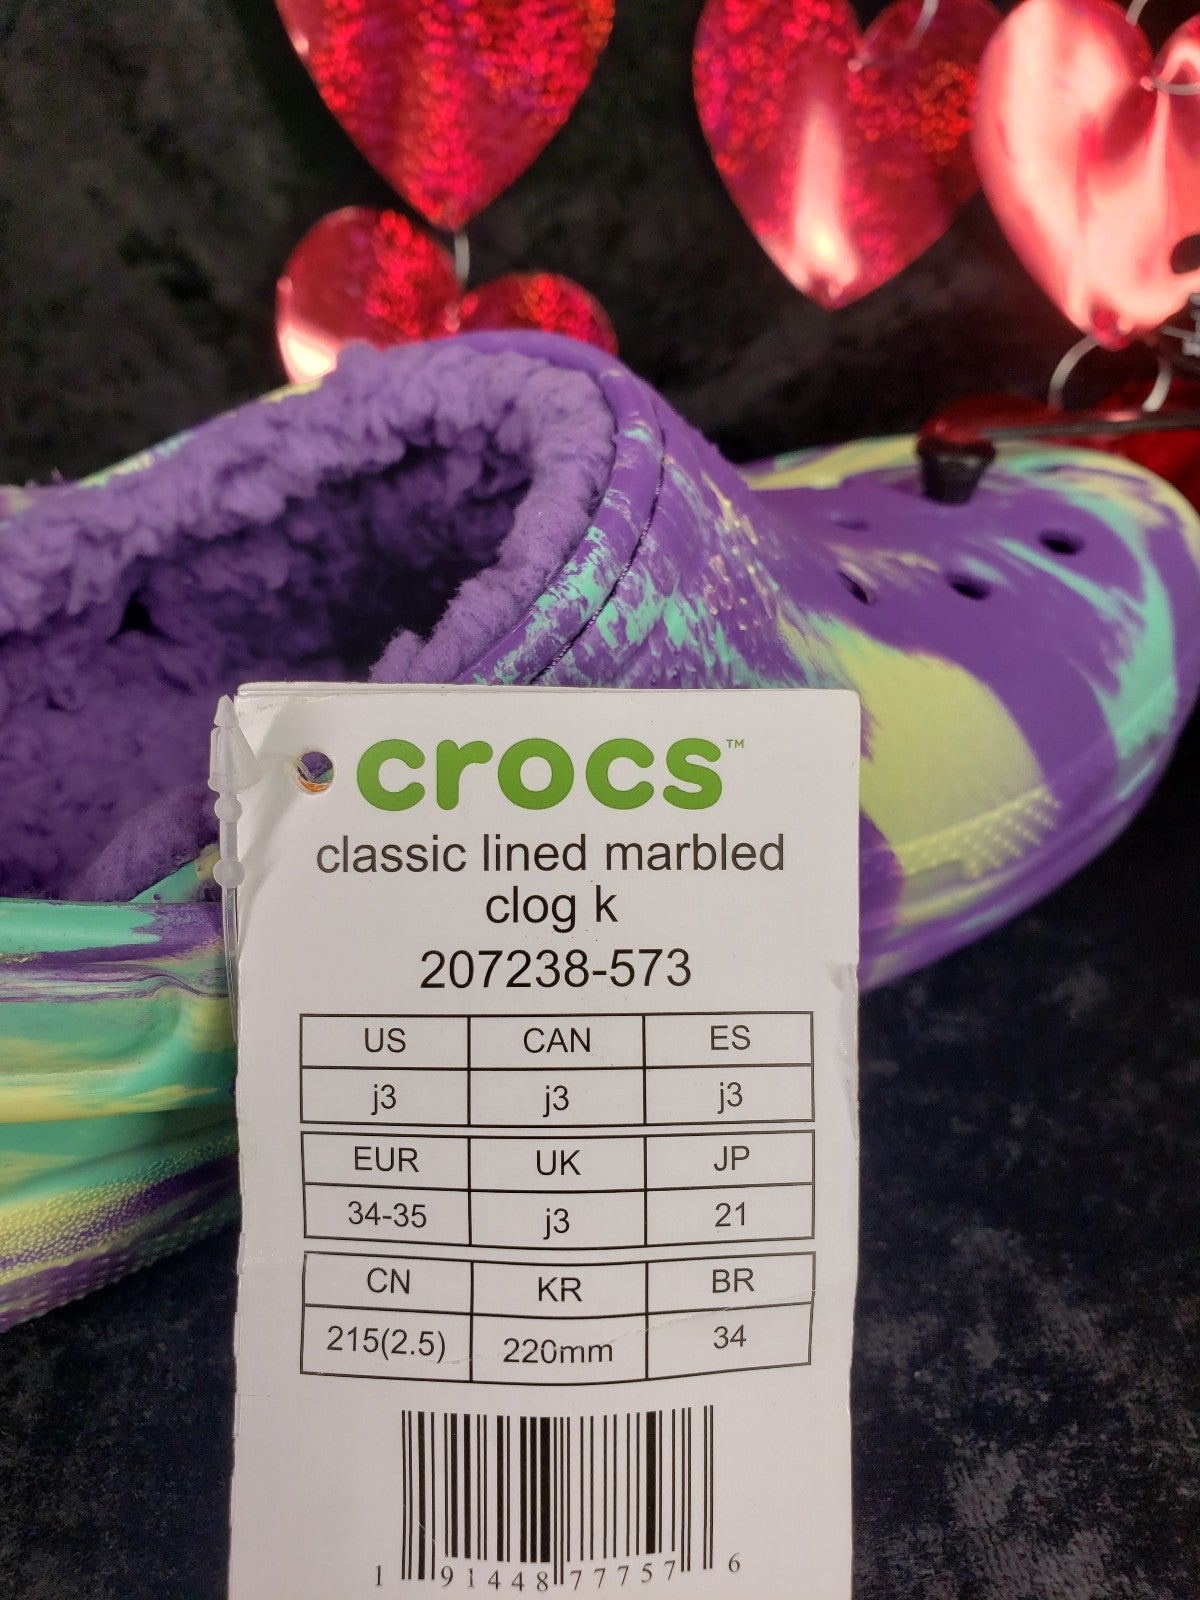 crocs™
classic lined marbled
clog k
207238-573
US CAN ES
j3 j3 j3
EUR UK JP
34-35 j3 21
CN KR BR
215(2.5) 220mm 34
1 91448 77757 6